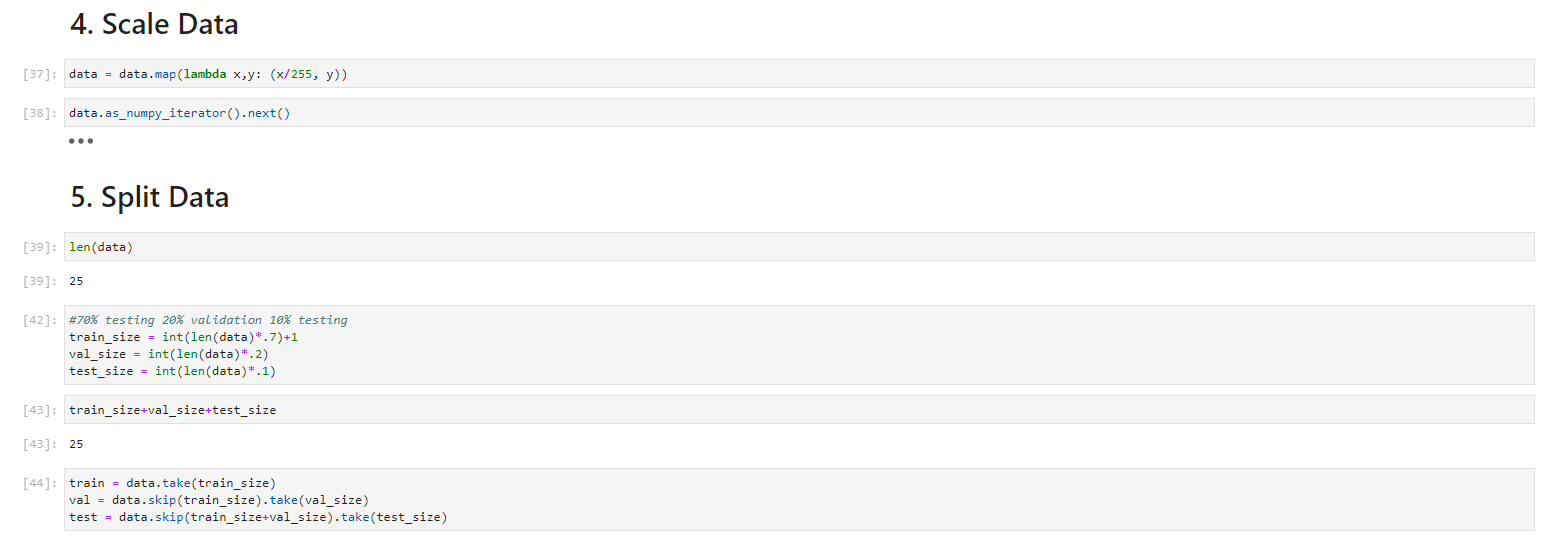 4. Scale Data
[37]: data = data.map(lambda x,y: (x/255, y))
[38]: data.as_numpy_iterator().next()
•••
5. Split Data
[39]: len(data)
[39]: 25
[42]: #70% testing 20% validation 10% testing
train_size = int(len(data)*.7)+1
val_size = int(len(data)*.2)
test_size = int(len(data)*.1)
[43]: train_size+val_size+test_size
[43]: 25
[44]: train = data.take(train_size)
val = data.skip(train_size).take(val_size)
test = data.skip(train_size+val_size).take(test_size)